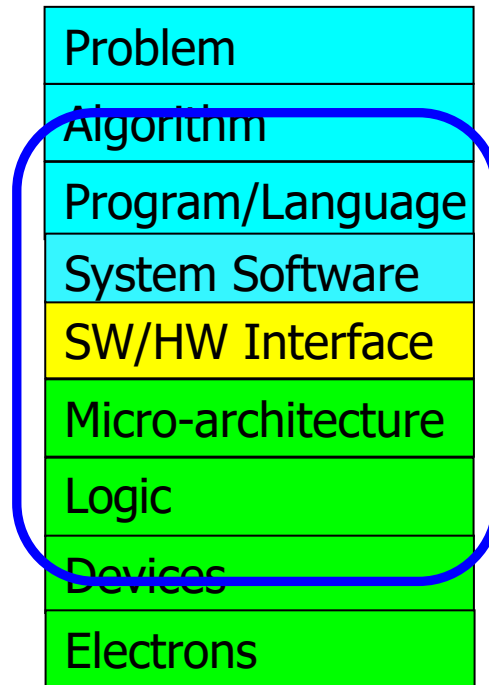 Problem
Algorithm
Program/Language
System Software
SW/HW Interface
Micro-architecture
Logic
Devices
Electrons